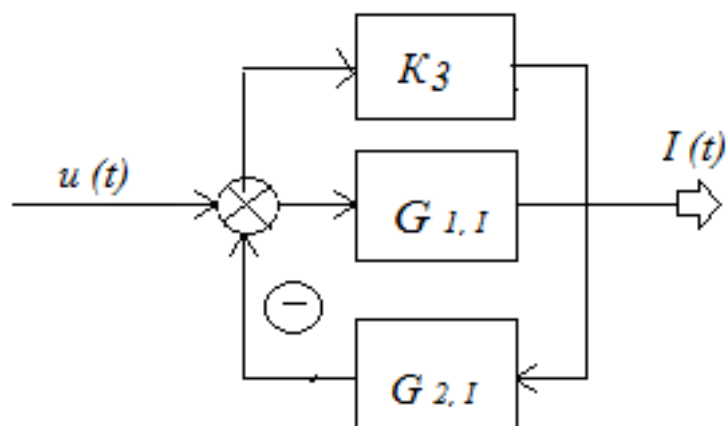 K3
u (t)
I (t)
G 1, I
−
G 2, I